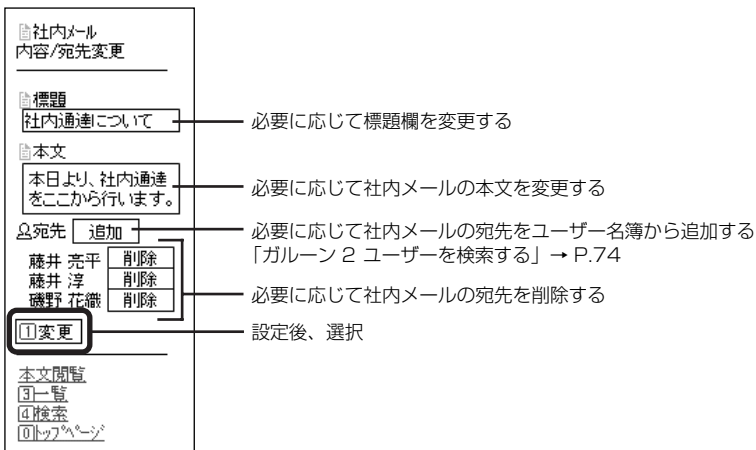 社内メール
内容/宛先変更
標題
社内通達について
必要に応じて標題欄を変更する
本文
本日より、社内通達
をここから行います。
必要に応じて社内メールの本文を変更する
宛先 追加
必要に応じて社内メールの宛先をユーザー名簿から追加する
「ガルーン 2 ユーザーを検索する」→ P.74
藤井 亮平 削除
藤井 淳 削除
磯野 花織 削除
必要に応じて社内メールの宛先を削除する
1変更
設定後、選択
本文閲覧
3一覧
4検索
0トップページ